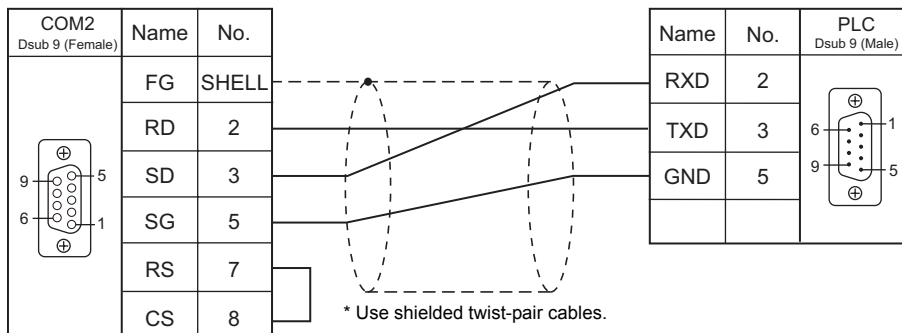 COM2
Dsub 9 (Female)
Name No.
FG SHELL
RD 2
SD 3
SG 5
RS 7
CS 8
9 5
6 1
Name No.
PLC
Dsub 9 (Male)
RXD 2
TXD 3
GND 5
6 1
9 5
* Use shielded twist-pair cables.